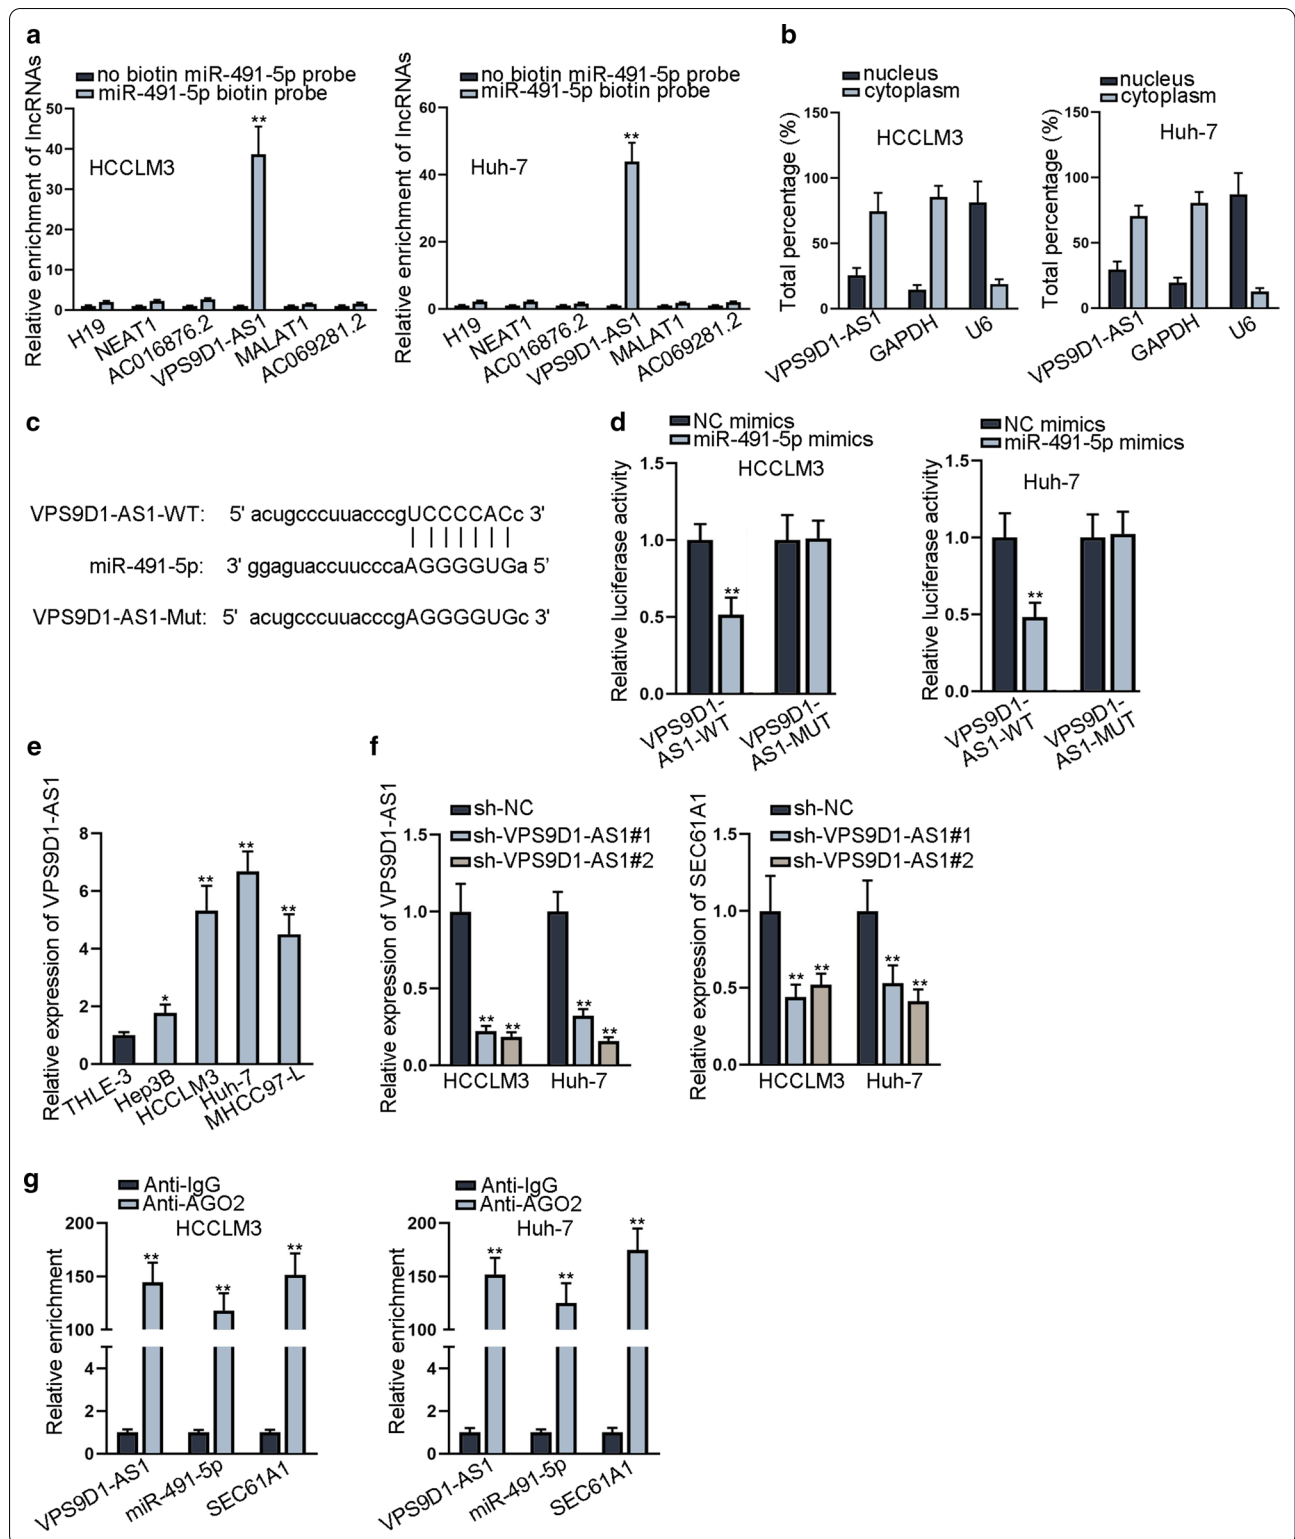 a
no biotin miR-491-5p probe
miR-491-5p biotin probe
Relative enrichment of lncRNAs
50
40
30
20
10
0
HCCLM3
**
H19
NEAT1
AC016876.2
VPS9D1-AS1
MALAT1
AC069281.2
no biotin miR-491-5p probe
miR-491-5p biotin probe
Relative enrichment of lncRNAs
60
40
20
0
Huh-7
**
H19
NEAT1
AC016876.2
VPS9D1-AS1
MALAT1
AC069281.2
b
nucleus
cytoplasm
Total percentage (%)
150
100
50
0
HCCLM3
VPS9D1-AS1
GAPDH
U6
nucleus
cytoplasm
Total percentage (%)
150
100
50
0
Huh-7
VPS9D1-AS1
GAPDH
U6
c
VPS9D1-AS1-WT: 5' acugcccuuacccgUCCCCACc 3'
miR-491-5p: 3' ggaguaccuucccaAGGGGUGa 5'
VPS9D1-AS1-Mut: 5' acugcccuuacccgAGGGGUGc 3'
d
NC mimics
miR-491-5p mimics
Relative luciferase activity
1.5
1.0
0.5
0.0
HCCLM3
**
VPS9D1-
AS1-WT
VPS9D1-
AS1-MUT
NC mimics
miR-491-5p mimics
Relative luciferase activity
1.5
1.0
0.5
0.0
Huh-7
**
VPS9D1-
AS1-WT
VPS9D1-
AS1-MUT
e
Relative expression of VPS9D1-AS1
8
6
4
2
0
*
**
**
**
THLE-3
Hep3B
HCCLM3
Huh-7
MHCC97-L
f
sh-NC
sh-VPS9D1-AS1#1
sh-VPS9D1-AS1#2
Relative expression of VPS9D1-AS1
1.5
1.0
0.5
0.0
**
**
**
**
HCCLM3
Huh-7
sh-NC
sh-VPS9D1-AS1#1
sh-VPS9D1-AS1#2
Relative expression of SEC61A1
1.5
1.0
0.5
0.0
**
**
**
**
HCCLM3
Huh-7
g
Anti-IgG
Anti-AGO2
HCCLM3
Relative enrichment
200
150
100
4
2
0
**
**
**
VPS9D1-AS1
miR-491-5p
SEC61A1
Anti-IgG
Anti-AGO2
Huh-7
Relative enrichment
200
150
100
4
2
0
**
**
**
VPS9D1-AS1
miR-491-5p
SEC61A1